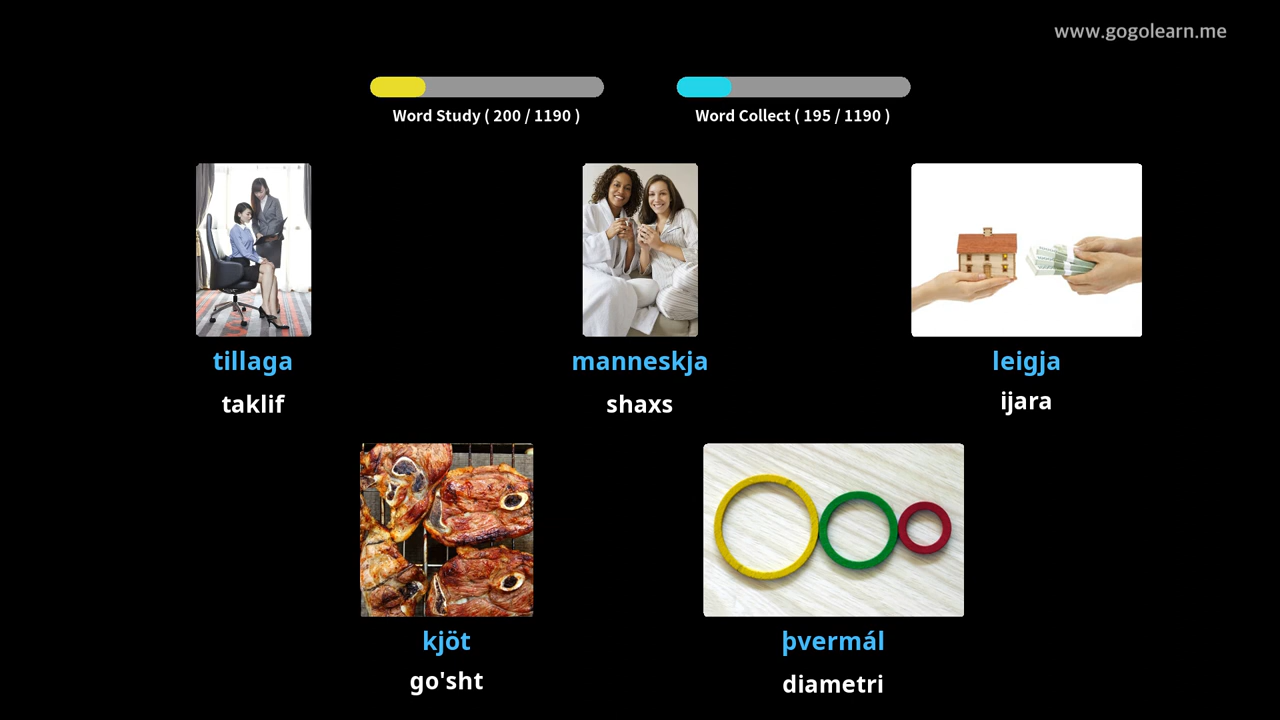 www.gogolearn.me
Word Study ( 200 / 1190 )
Word Collect ( 195 / 1190 )
tillaga
taklif
manneskja
shaxs
leigja
ijara
kjöt
go'sht
þvermál
diametri